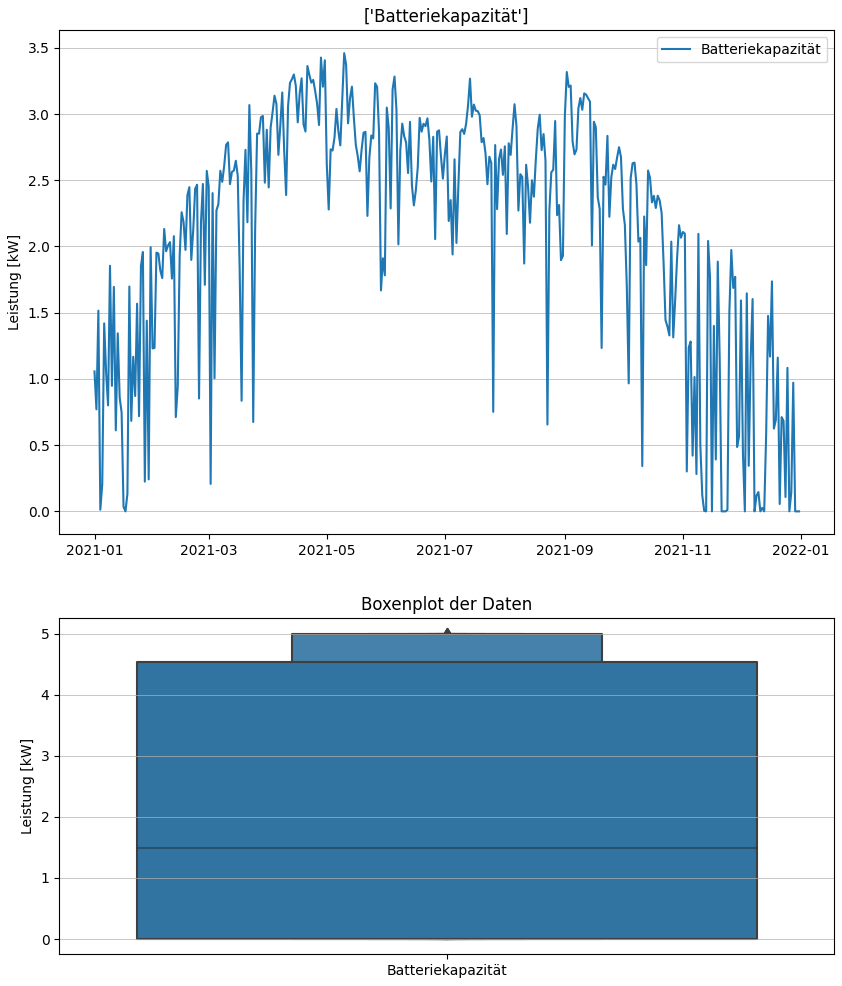 ['Batteriekapazität']
Batteriekapazität
Leistung [kW]
3.5
3.0
2.5
2.0
1.5
1.0
0.5
0.0
2021-01 2021-03 2021-05 2021-07 2021-09 2021-11 2022-01
Boxenplot der Daten
Leistung [kW]
5
4
3
2
1
0
Batteriekapazität